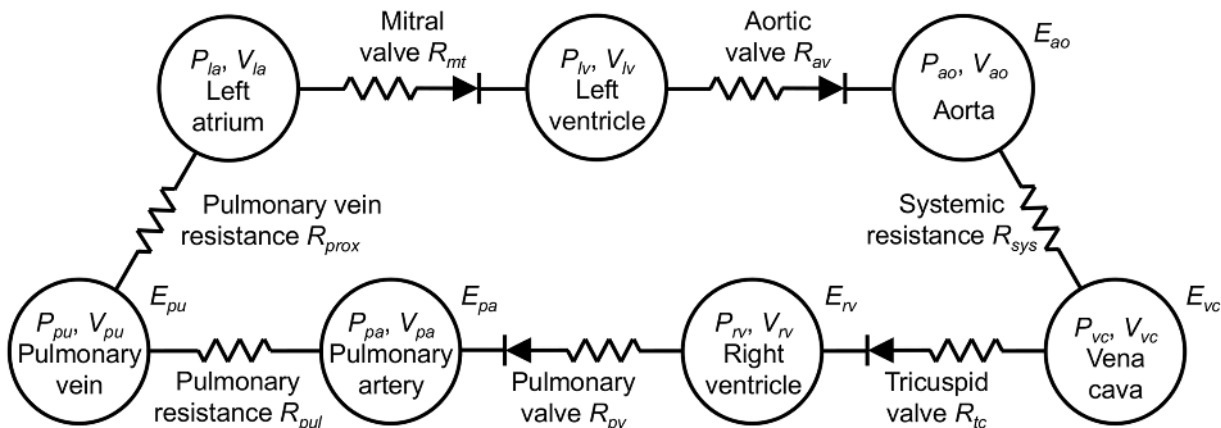 Mitral
valve R_mt
Aortic
valve R_av
E_ao
P_la, V_la
Left
atrium
P_lv, V_lv
Left
ventricle
P_ao, V_ao
Aorta
Pulmonary vein
resistance R_prox
Systemic
resistance R_sys
E_pu
E_pa
E_rv
E_vc
P_pu, V_pu
Pulmonary
vein
P_pa, V_pa
Pulmonary
artery
P_rv, V_rv
Right
ventricle
P_vc, V_vc
Vena
cava
Pulmonary
resistance R_pul
Pulmonary
valve R_pv
Tricuspid
valve R_tc